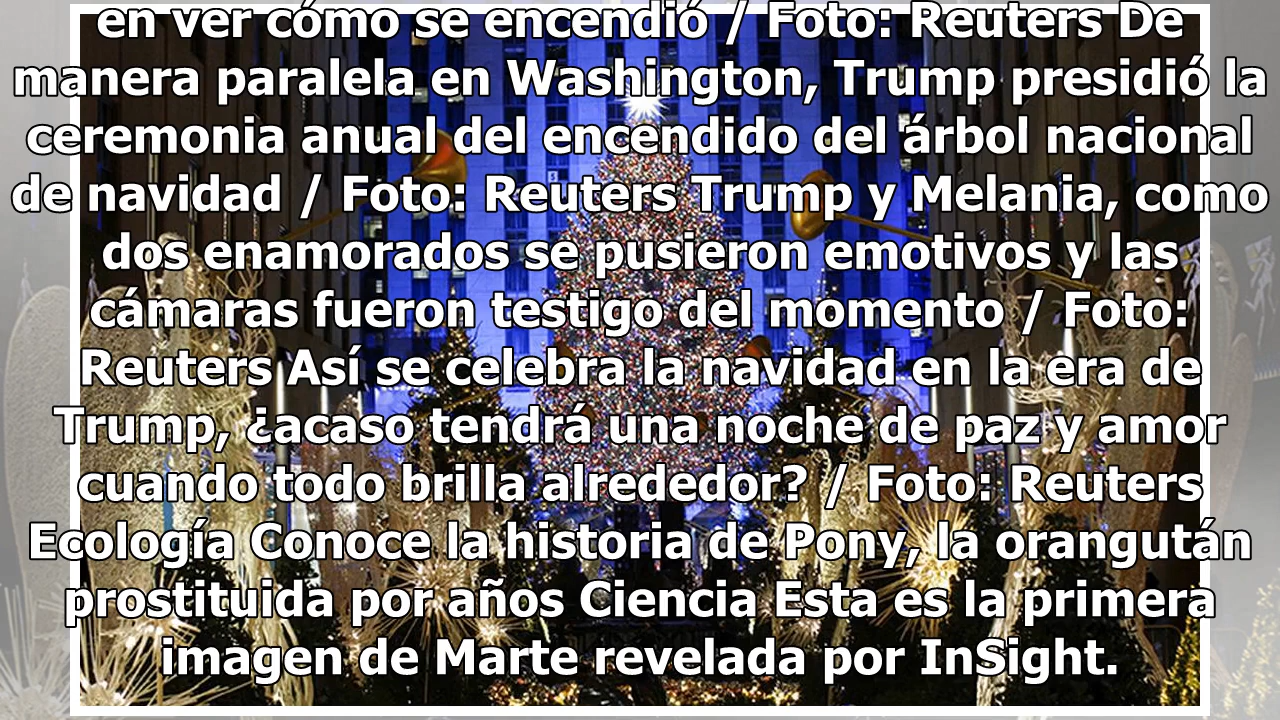 en ver cómo se encendió / Foto: Reuters De
manera paralela en Washington, Trump presidió la
ceremonia anual del encendido del árbol nacional
de navidad / Foto: Reuters Trump y Melania, como
dos enamorados se pusieron emotivos y las
cámaras fueron testigo del momento / Foto:
Reuters Así se celebra la navidad en la era de
Trump, ¿acaso tendrá una noche de paz y amor
cuando todo brilla alrededor? / Foto: Reuters
Ecología Conoce la historia de Pony, la orangután
prostituida por años Ciencia Esta es la primera
imagen de Marte revelada por InSight.